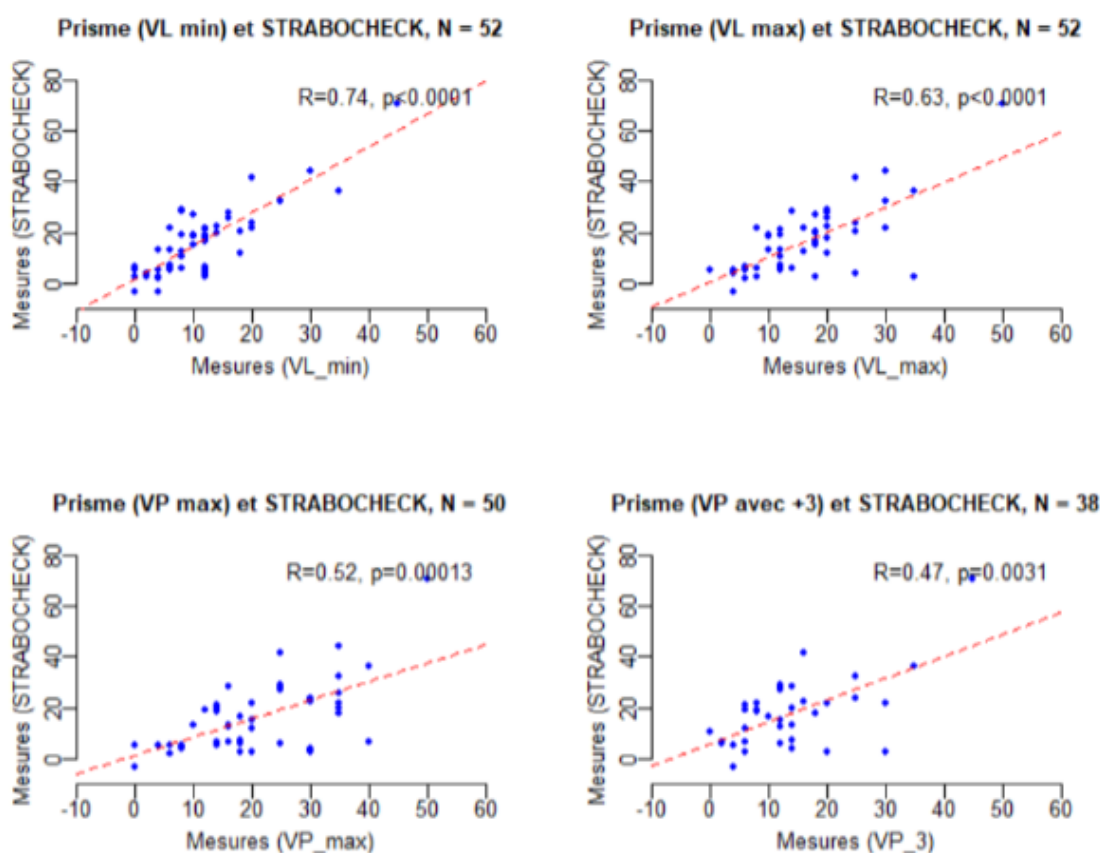 Prisme (VL min) et STRABOCHECK, N = 52
R=0.74, p<0.0001
Mesures (STRABOCHECK)
80
60
40
20
0
-10 0 10 20 30 40 50 60
Mesures (VL_min)
Prisme (VL max) et STRABOCHECK, N = 52
R=0.63, p<0.0001
Mesures (STRABOCHECK)
80
60
40
20
0
-10 0 10 20 30 40 50 60
Mesures (VL_max)
Prisme (VP max) et STRABOCHECK, N = 50
R=0.52, p=0.00013
Mesures (STRABOCHECK)
80
60
40
20
0
-10 0 10 20 30 40 50 60
Mesures (VP_max)
Prisme (VP avec +3) et STRABOCHECK, N = 38
R=0.47, p=0.0031
Mesures (STRABOCHECK)
80
60
40
20
0
-10 0 10 20 30 40 50 60
Mesures (VP_3)